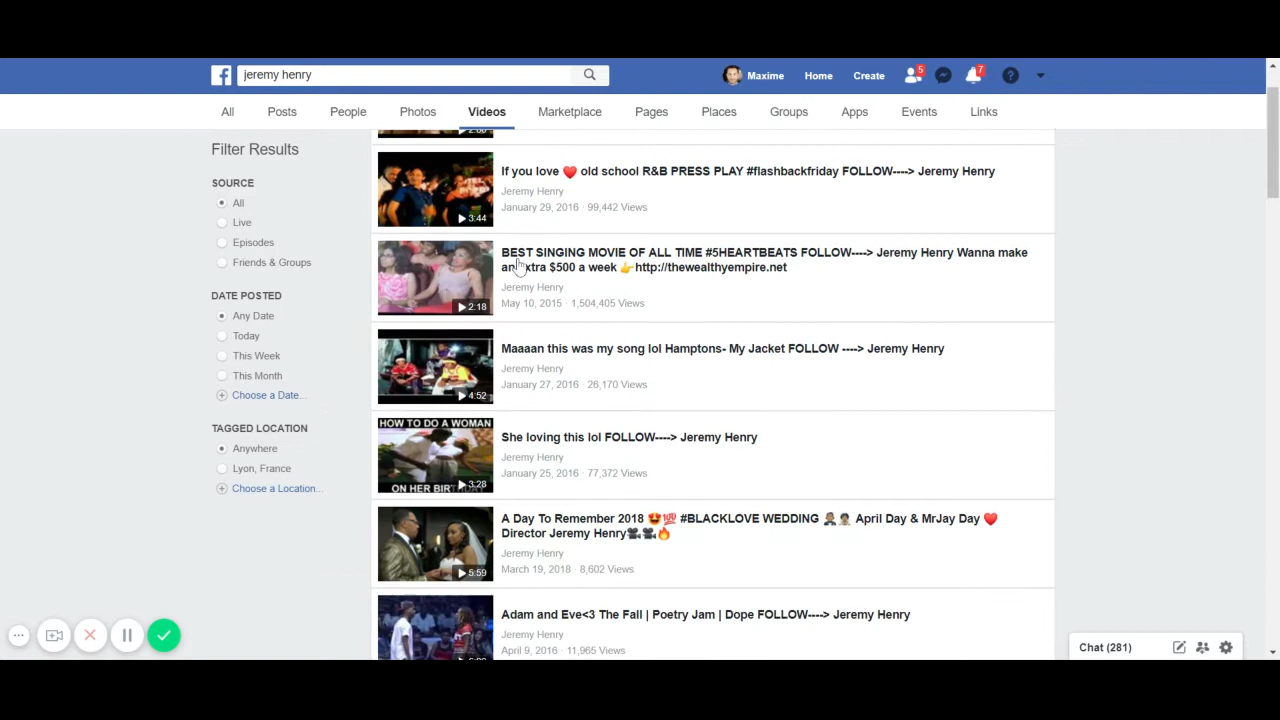 jeremy henry
Maxime Home Create 5 7
All Posts People Photos Videos Marketplace Pages Places Groups Apps Events Links
Filter Results
SOURCE
All
Live
Episodes
Friends & Groups
DATE POSTED
Any Date
Today
This Week
This Month
Choose a Date...
TAGGED LOCATION
Anywhere
Lyon, France
Choose a Location...
If you love ❤️ old school R&B PRESS PLAY #flashbackfriday FOLLOW----> Jeremy Henry
Jeremy Henry
January 29, 2016 · 99,442 Views
3:44
BEST SINGING MOVIE OF ALL TIME #5HEARTBEATS FOLLOW----> Jeremy Henry Wanna make
an extra $500 a week 👉http://thewealthyempire.net
Jeremy Henry
May 10, 2015 · 1,504,405 Views
2:18
Maaaan this was my song lol Hamptons- My Jacket FOLLOW ----> Jeremy Henry
Jeremy Henry
January 27, 2016 · 26,170 Views
4:52
HOW TO DO A WOMAN
ON HER BIRTHDAY
3:28
She loving this lol FOLLOW----> Jeremy Henry
Jeremy Henry
January 25, 2016 · 77,372 Views
A Day To Remember 2018 😍💯 #BLACKLOVE WEDDING 🤵🏽👰🏽 April Day & MrJay Day ❤️
Director Jeremy Henry🎥🎥🔥
Jeremy Henry
March 19, 2018 · 8,602 Views
5:59
Adam and Eve<3 The Fall | Poetry Jam | Dope FOLLOW----> Jeremy Henry
Jeremy Henry
April 9, 2016 · 11,965 Views
Chat (281)